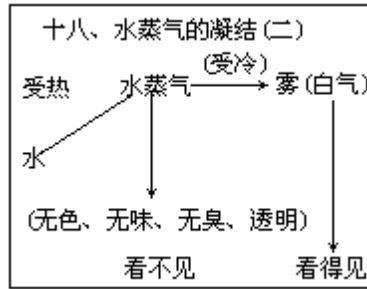 十八、水蒸气的凝结(二)
(受冷)
受热 水蒸气 雾(白气)
水
(无色、无味、无臭、透明)
看不见 看得见